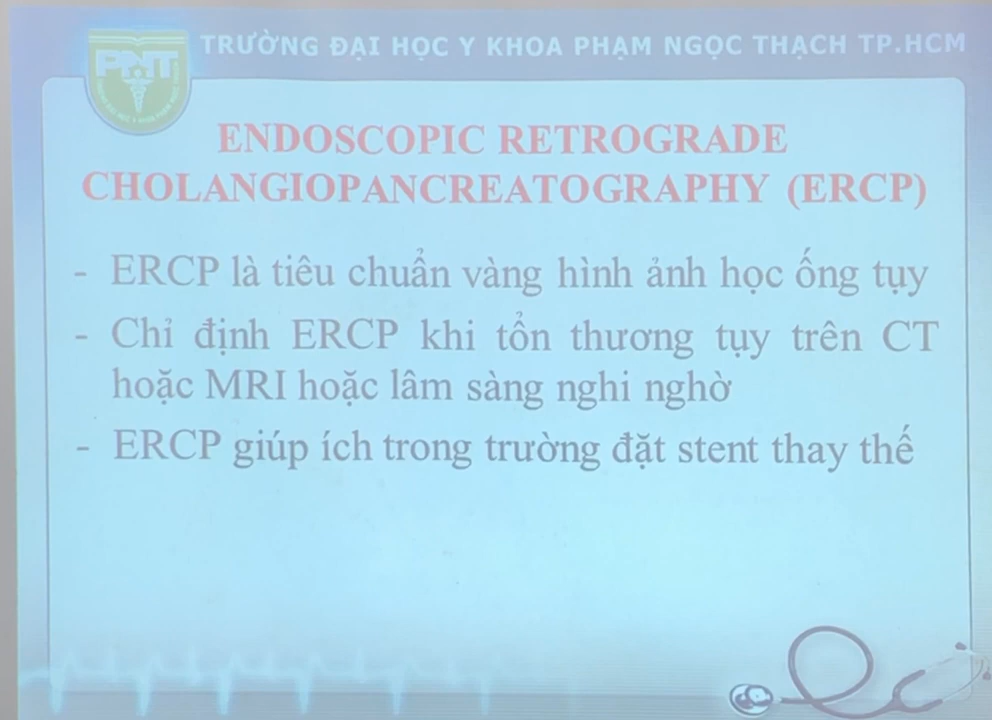 TRƯỜNG ĐẠI HỌC Y KHOA PHẠM NGỌC THẠCH TP.HCM
PNT
ENDOSCOPIC RETROGRADE
CHOLANGIOPANCREATOGRAPHY (ERCP)
- ERCP là tiêu chuẩn vàng hình ảnh học ống tụy
- Chỉ định ERCP khi tổn thương tụy trên CT
hoặc MRI hoặc lâm sàng nghi nghờ
- ERCP giúp ích trong trường đặt stent thay thế